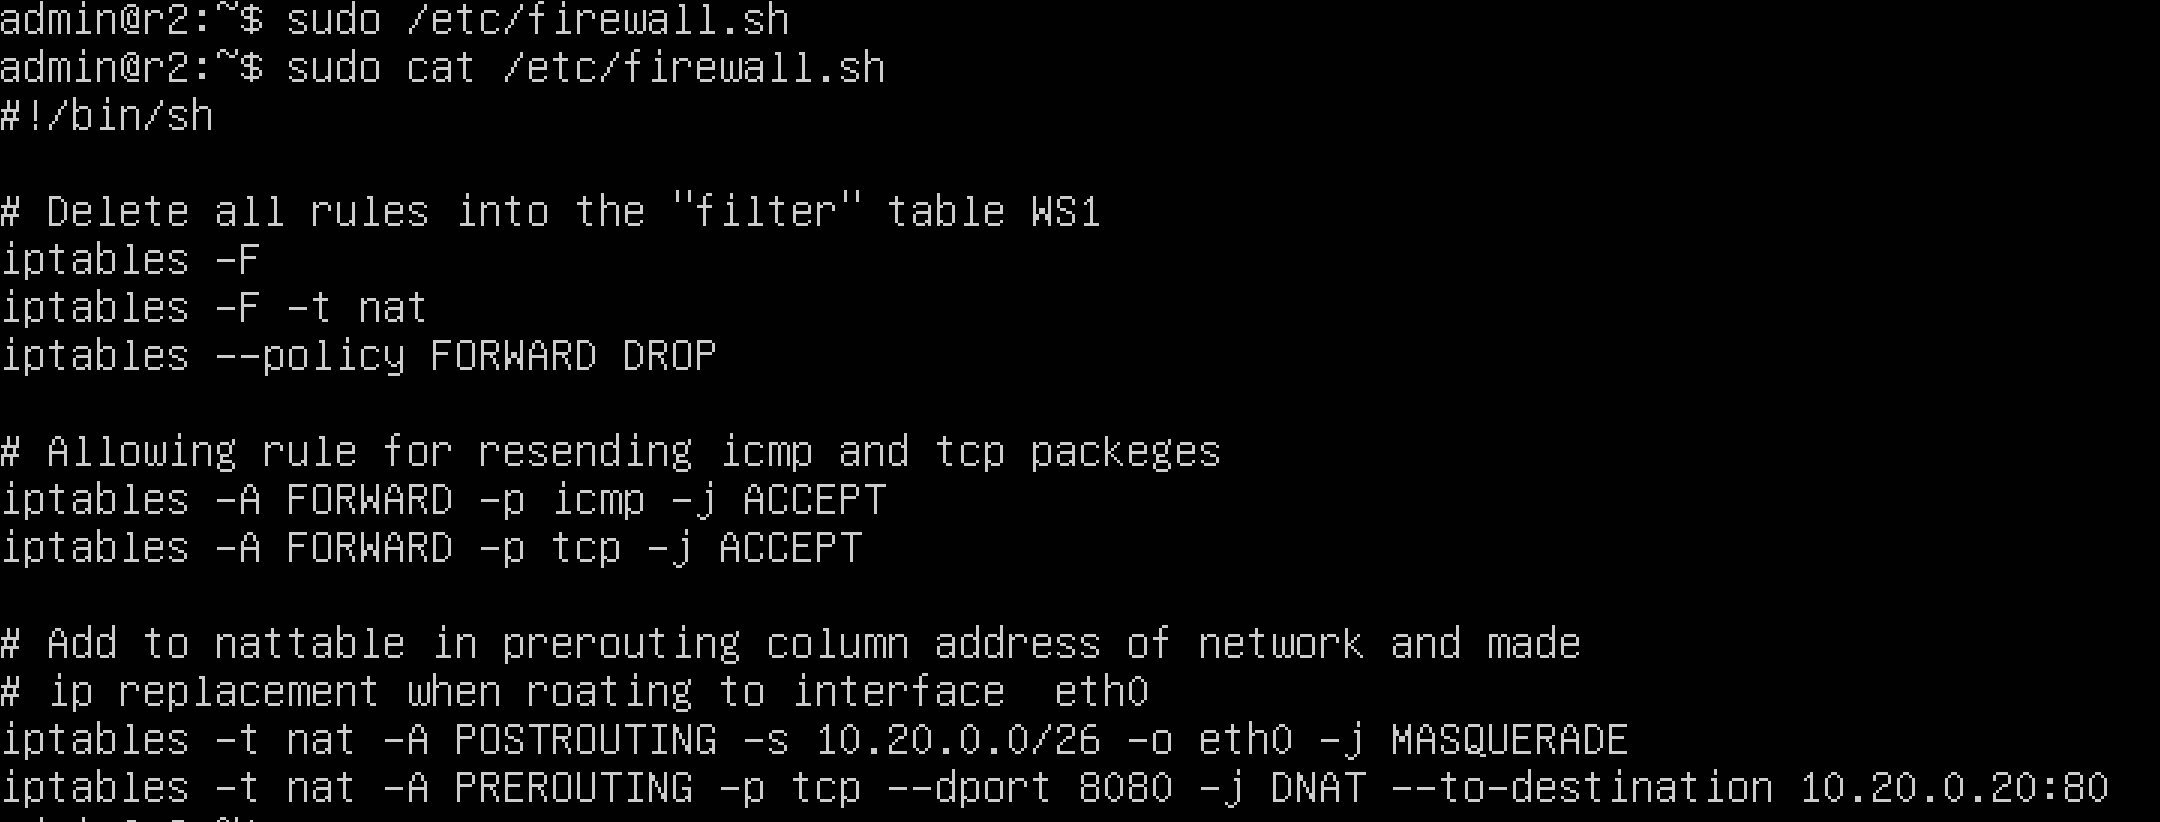 admin@r2:~$ sudo /etc/firewall.sh
admin@r2:~$ sudo cat /etc/firewall.sh
#!/bin/sh
# Delete all rules into the "filter" table WS1
iptables -F
iptables -F -t nat
iptables --policy FORWARD DROP
# Allowing rule for resending icmp and tcp packeges
iptables -A FORWARD -p icmp -j ACCEPT
iptables -A FORWARD -p tcp -j ACCEPT
# Add to nattable in prerouting column address of network and made
# ip replacement when roating to interface  eth0
iptables -t nat -A POSTROUTING -s 10.20.0.0/26 -o eth0 -j MASQUERADE
iptables -t nat -A PREROUTING -p tcp --dport 8080 -j DNAT --to-destination 10.20.0.20:80